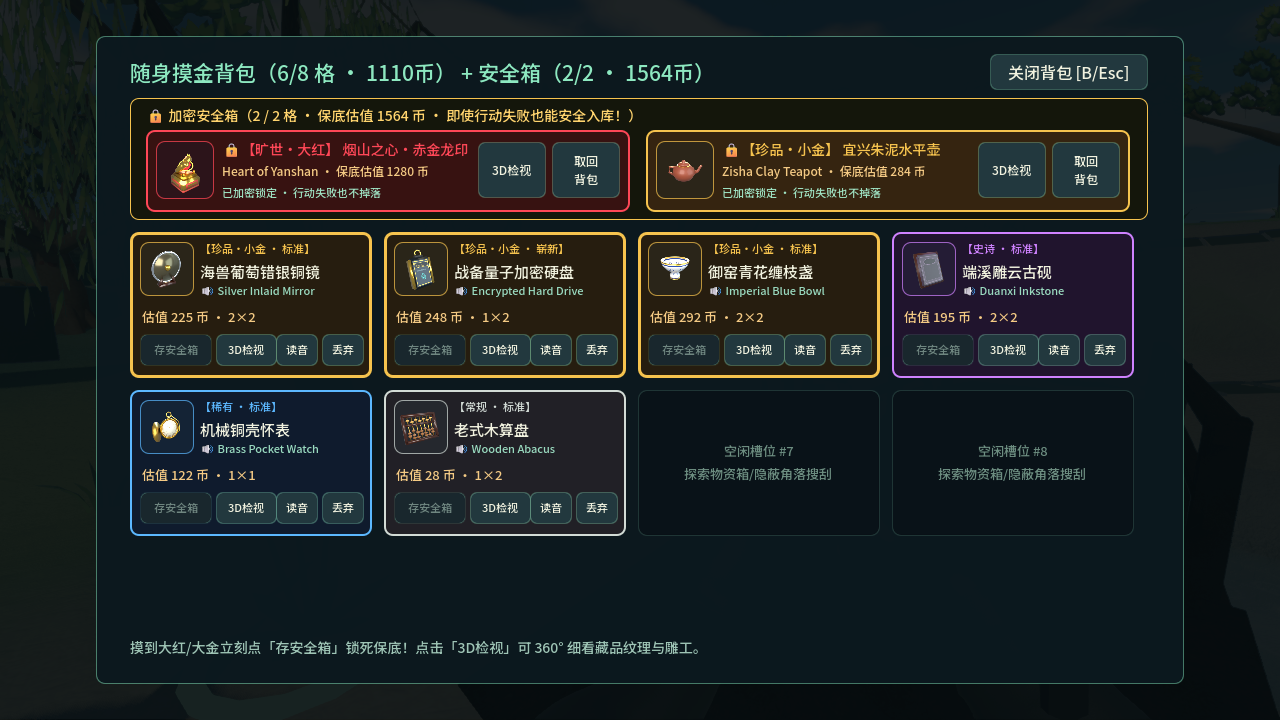 随身摸金背包（6/8 格 · 1110币） + 安全箱（2/2 · 1564币）
关闭背包 [B/Esc]
🔒 加密安全箱（2 / 2 格 · 保底估值 1564 币 · 即使行动失败也能安全入库！）
🔒【旷世·大红】 烟山之心·赤金龙印
Heart of Yanshan · 保底估值 1280 币
已加密锁定 · 行动失败也不掉落
3D检视
取回
背包
🔒【珍品·小金】 宜兴朱泥水平壶
Zisha Clay Teapot · 保底估值 284 币
已加密锁定 · 行动失败也不掉落
3D检视
取回
背包
【珍品·小金 · 标准】
海兽葡萄错银铜镜
🔊 Silver Inlaid Mirror
估值 225 币 · 2×2
存安全箱
3D检视
读音
丢弃
【珍品·小金 · 崭新】
战备量子加密硬盘
🔊 Encrypted Hard Drive
估值 248 币 · 1×2
存安全箱
3D检视
读音
丢弃
【珍品·小金 · 标准】
御窑青花缠枝盏
🔊 Imperial Blue Bowl
估值 292 币 · 2×2
存安全箱
3D检视
读音
丢弃
【史诗 · 标准】
端溪雕云古砚
🔊 Duanxi Inkstone
估值 195 币 · 2×2
存安全箱
3D检视
读音
丢弃
【稀有 · 标准】
机械铜壳怀表
🔊 Brass Pocket Watch
估值 122 币 · 1×1
存安全箱
3D检视
读音
丢弃
【常规 · 标准】
老式木算盘
🔊 Wooden Abacus
估值 28 币 · 1×2
存安全箱
3D检视
读音
丢弃
空闲槽位 #7
探索物资箱/隐蔽角落搜刮
空闲槽位 #8
探索物资箱/隐蔽角落搜刮
摸到大红/大金立刻点「存安全箱」锁死保底！点击「3D检视」可 360° 细看藏品纹理与雕工。